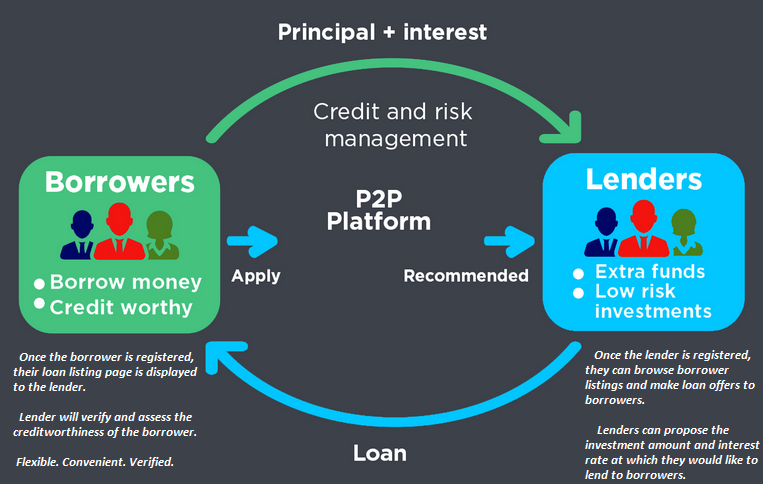 Principal + interest
Credit and risk
management
Borrowers
Lenders
P2P
Platform
Apply
Recommended
Borrow money
Credit worthy
Extra funds
Low risk
investments
Once the borrower is registered,
their loan listing page is displayed
to the lender.
Lender will verify and assess the
creditworthiness of the borrower.
Flexible. Convenient. Verified.
Once the lender is registered,
they can browse borrower
listings and make loan offers to
borrowers.
Lenders can propose the
investment amount and interest
rate at which they would like to
lend to borrowers.
Loan